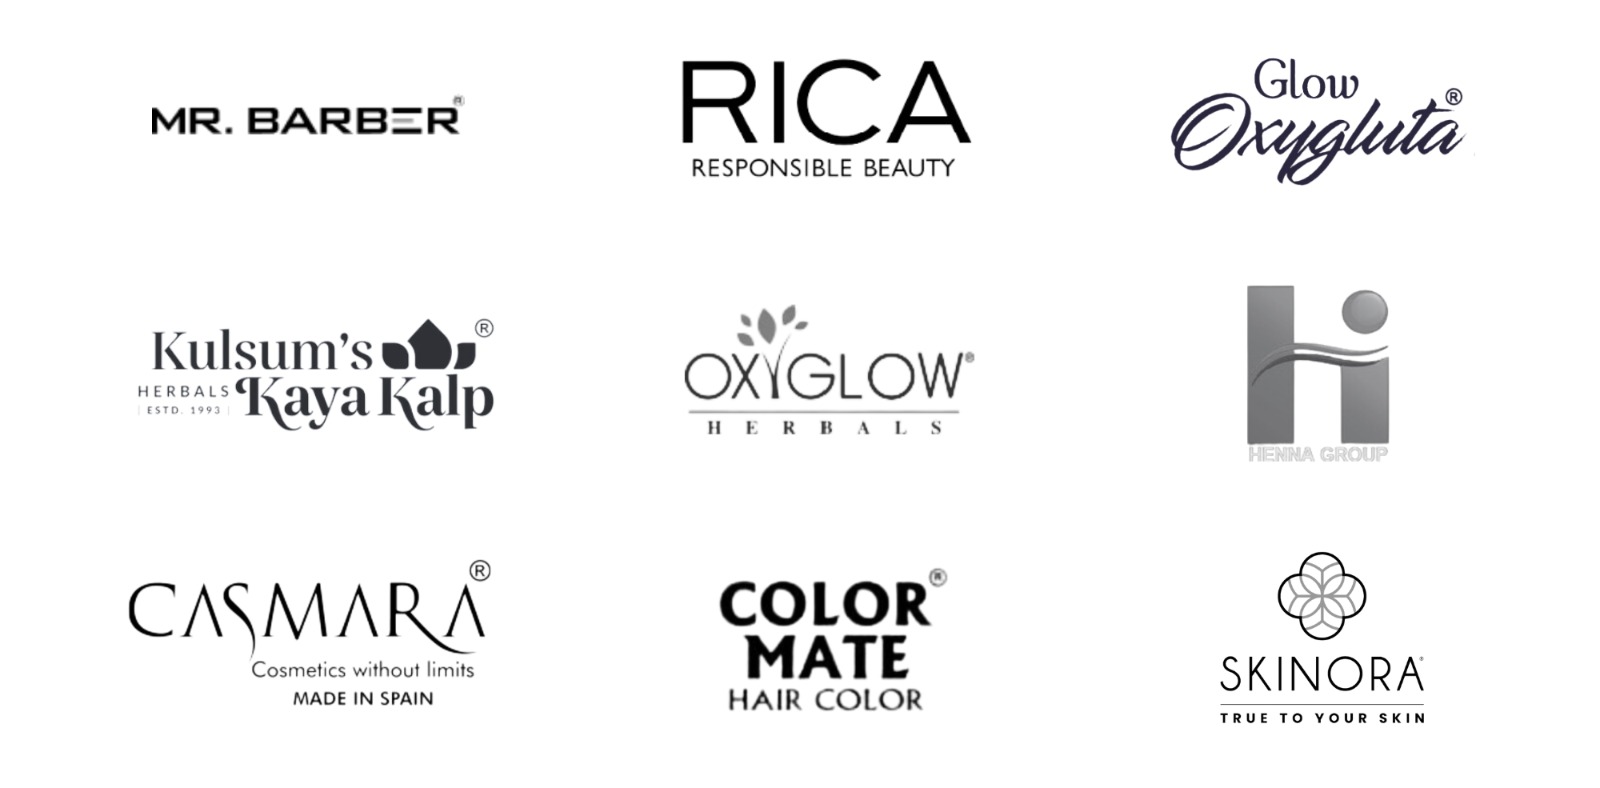 MR. BARBER®
RICA
RESPONSIBLE BEAUTY
Glow
Oxygluta®
Kulsum's ®
HERBALS Kaya Kalp
ESTD. 1993
OXYGLOW®
HERBALS
hi
HENNA GROUP
CASMARA®
Cosmetics without limits
MADE IN SPAIN
COLOR®
MATE
HAIR COLOR
SKINORA®
TRUE TO YOUR SKIN